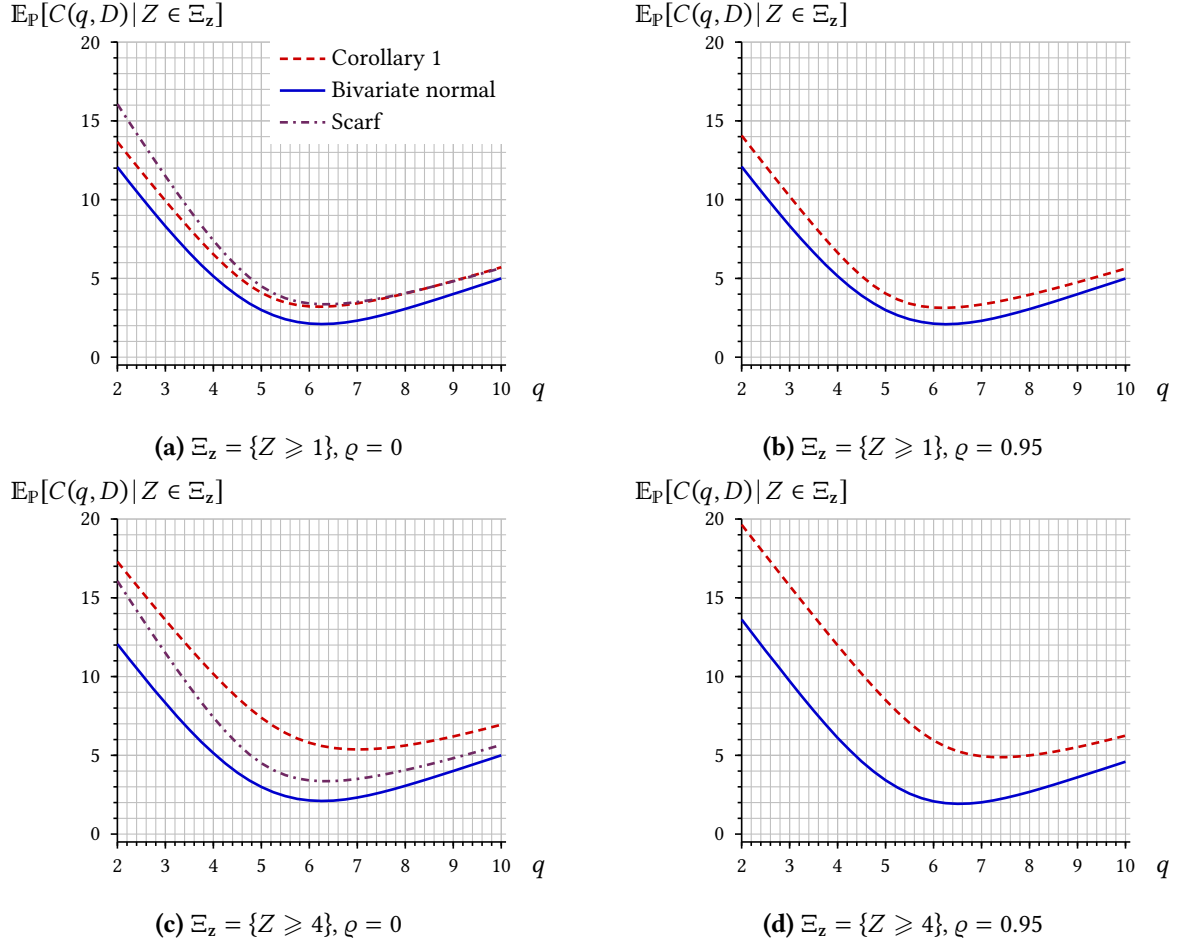 𝔼ℙ[C(q, D) | Z ∈ Ξz]
20
15
10
5
0
2 3 4 5 6 7 8 9 10 q
Corollary 1
Bivariate normal
Scarf
(a) Ξz = {Z ⩾ 1}, ϱ = 0
𝔼ℙ[C(q, D) | Z ∈ Ξz]
20
15
10
5
0
2 3 4 5 6 7 8 9 10 q
(b) Ξz = {Z ⩾ 1}, ϱ = 0.95
𝔼ℙ[C(q, D) | Z ∈ Ξz]
20
15
10
5
0
2 3 4 5 6 7 8 9 10 q
(c) Ξz = {Z ⩾ 4}, ϱ = 0
𝔼ℙ[C(q, D) | Z ∈ Ξz]
20
15
10
5
0
2 3 4 5 6 7 8 9 10 q
(d) Ξz = {Z ⩾ 4}, ϱ = 0.95